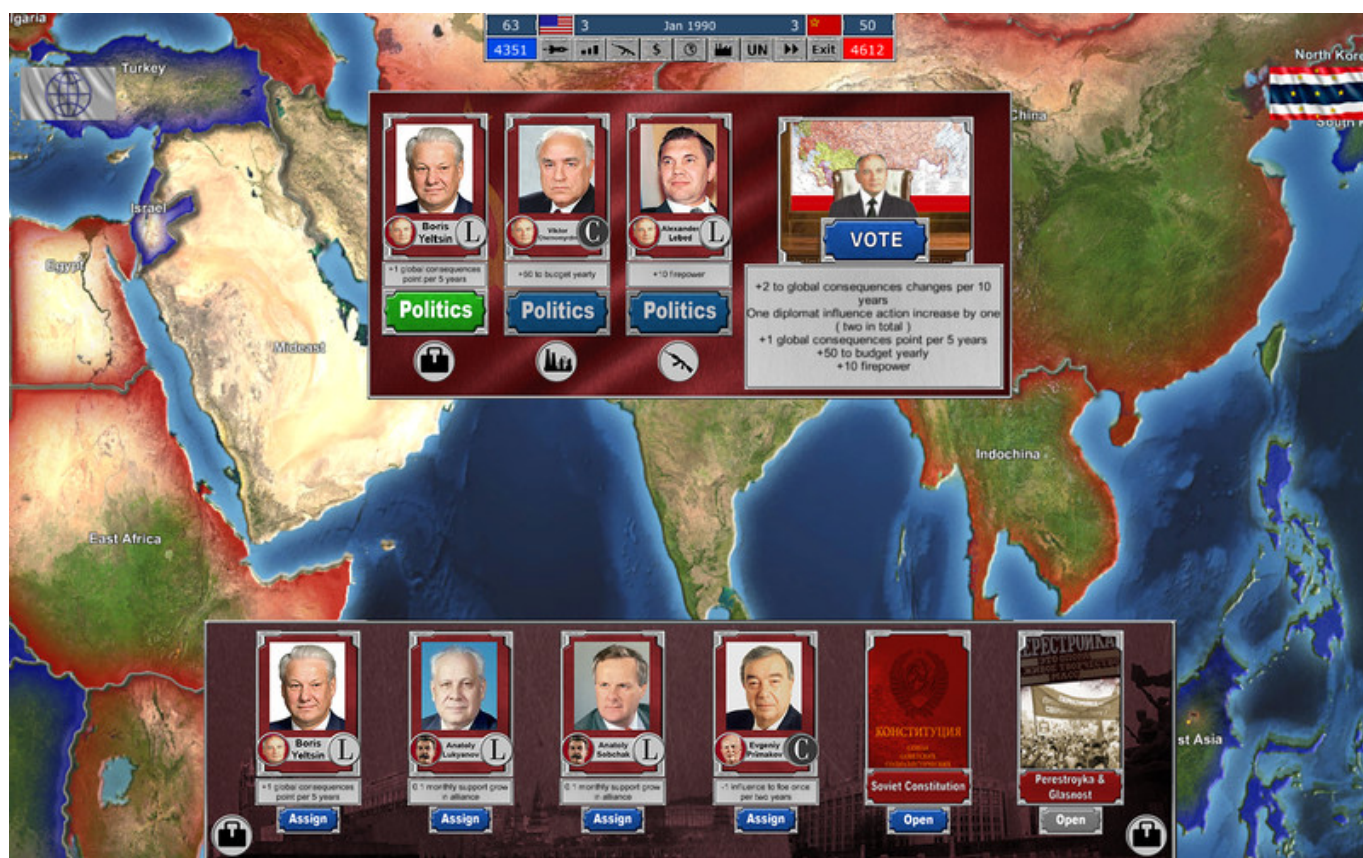 lgaria
63
3
Jan 1990
3
50
4351
$
UN
Exit
4612
Turkey
North Kore
China
South K
Israel
Egypt
Mideast
East Africa
Indochina
st Asia
Boris
Yeltsin
L
+1 global consequences
point per 5 years
Politics
Viktor
Chernomyrdin
C
+50 to budget yearly
Politics
Alexander
Lebed
L
+10 firepower
Politics
VOTE
+2 to global consequences changes per 10
years
One diplomat influence action increase by one
( two in total )
+1 global consequences point per 5 years
+50 to budget yearly
+10 firepower
Boris
Yeltsin
L
+1 global consequences
point per 5 years
Assign
Anatoly
Lukyanov
L
0.1 monthly support grow
in alliance
Assign
Anatoly
Sobchak
L
0.1 monthly support grow
in alliance
Assign
Evgeniy
Primakov
C
-1 influence to foe once
per two years
Assign
КОНСТИТУЦИЯ
СОЮЗА
СОВЕТСКИХ
СОЦИАЛИСТИЧЕСКИХ
Soviet Constitution
Open
ЕРЕСТРОЙКА
Perestroyka &
Glasnost
Open